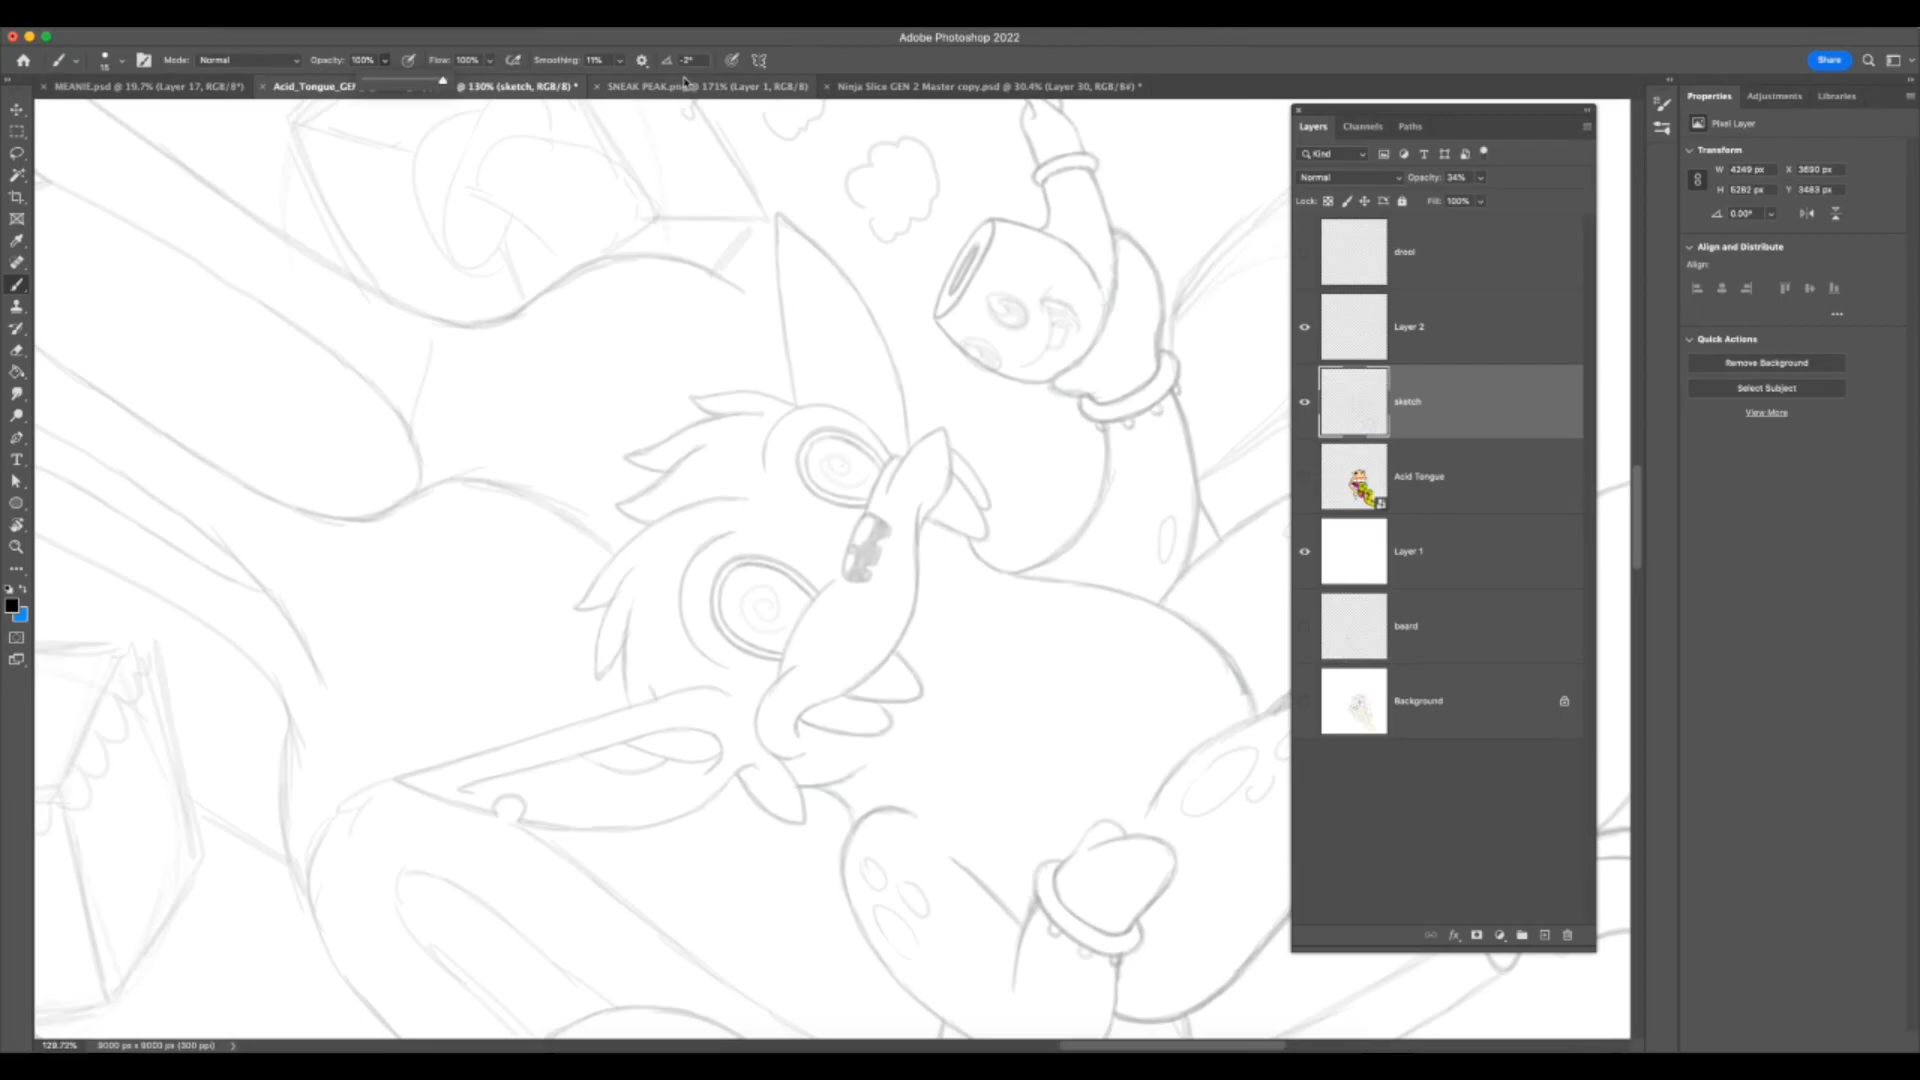 Adobe Photoshop 2022
15 Mode: Normal Opacity: 100% Flow: 100% Smoothing: 11% -2° Share
MEANIE.psd @ 19.7% (Layer 17, RGB/8*) Acid_Tongue_GEN @ 130% (sketch, RGB/8) * SNEAK PEAK @ 171% (Layer 1, RGB/8) Ninja Slice GEN 2 Master copy.psd @ 30.4% (Layer 30, RGB/8#) *
Layers Channels Paths
Kind
Normal Opacity: 34%
Lock: Fill: 100%
drool
Layer 2
sketch
Acid Tongue
Layer 1
beard
Background
fx
Properties Adjustments Libraries
Pixel Layer
Transform
W 4249 px X 3690 px
H 5282 px Y 3483 px
0.00°
Align and Distribute
Align:
Quick Actions
Remove Background
Select Subject
View More
129.72% 9000 px x 9000 px (300 ppi)